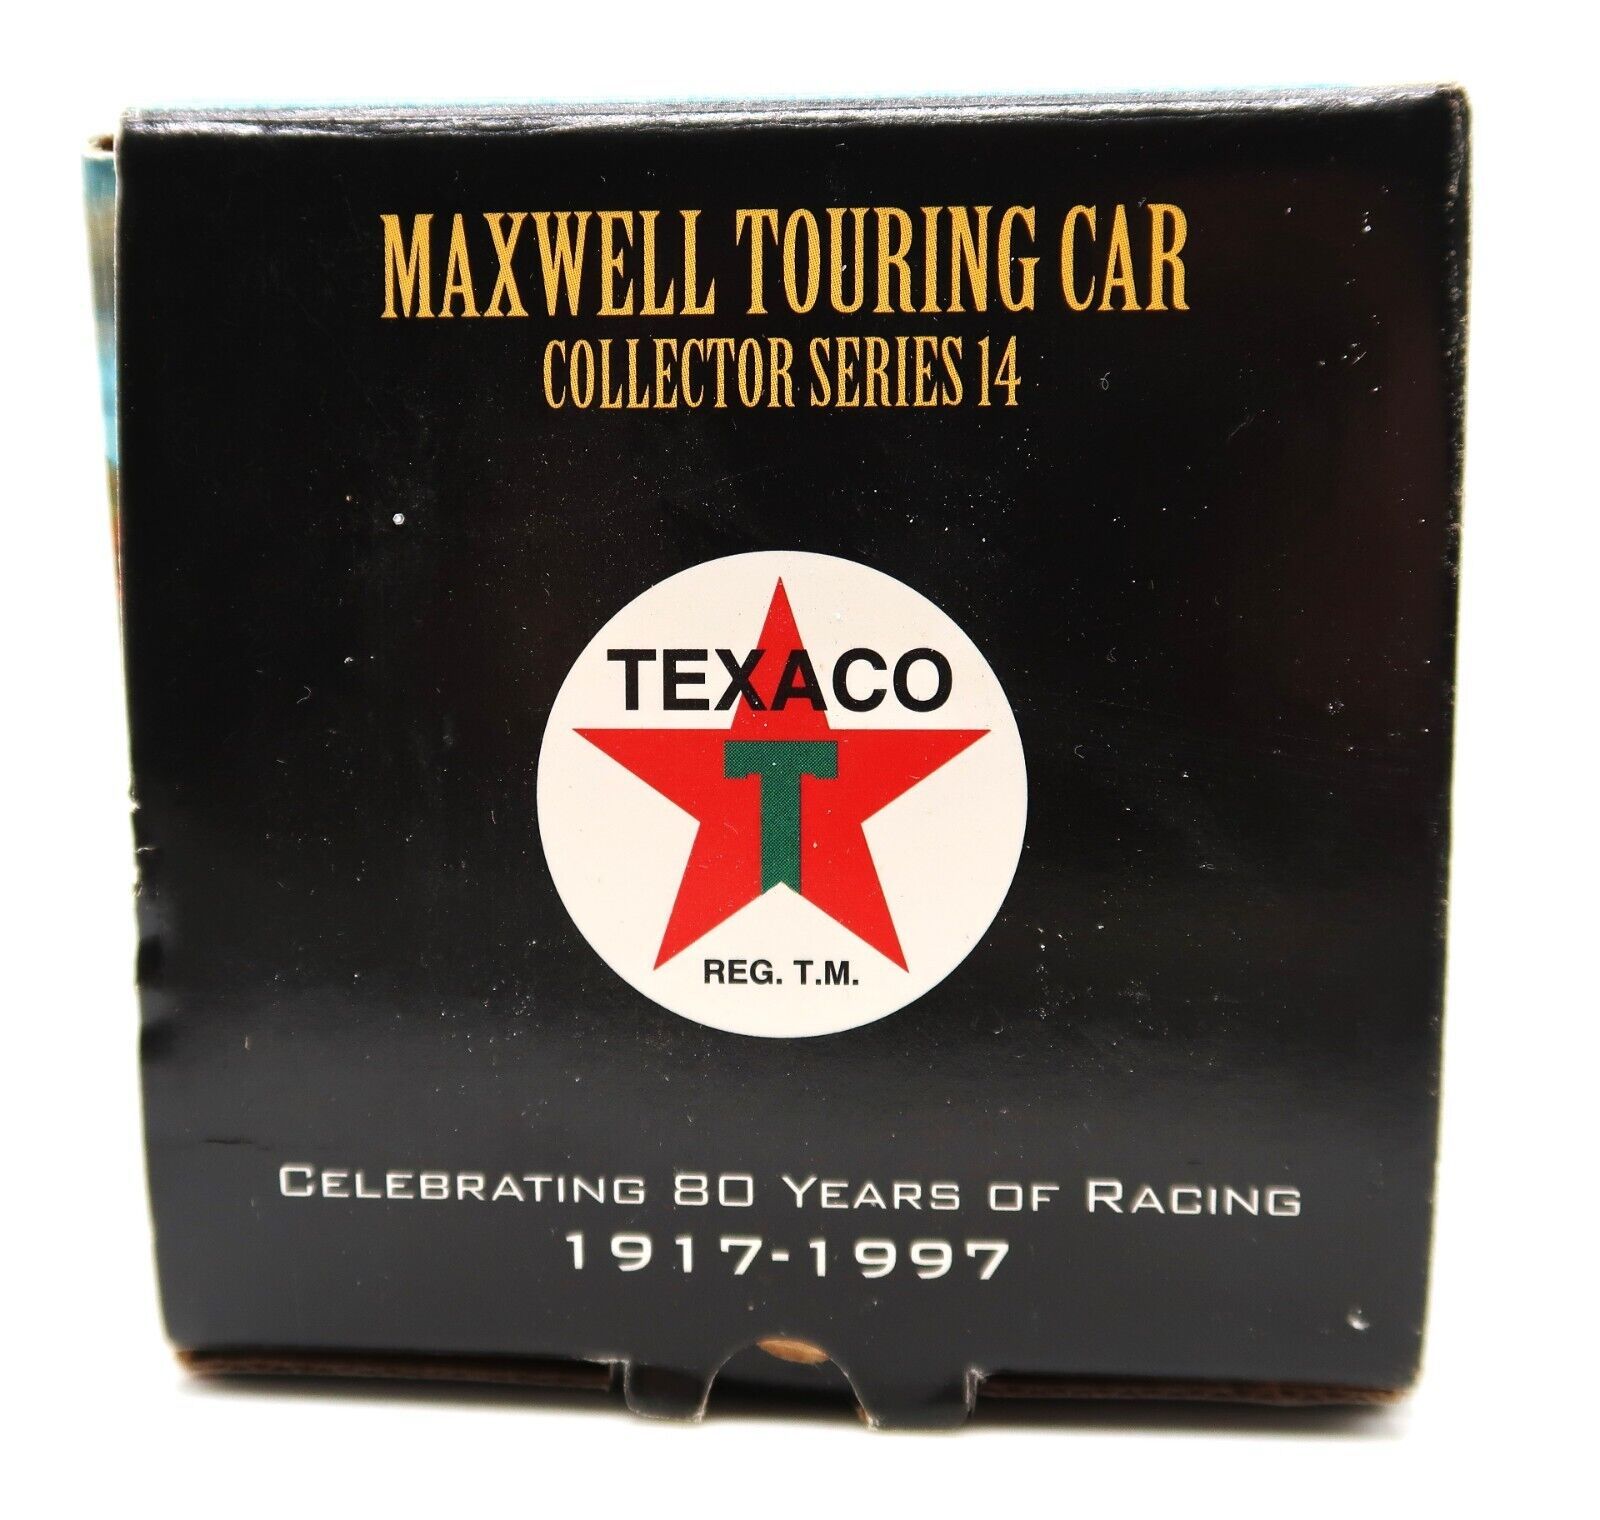 MAXWELL TOURING CAR
COLLECTOR SERIES 14
TEXACO
T
REG. T.M.
CELEBRATING 80 YEARS OF RACING
1917-1997